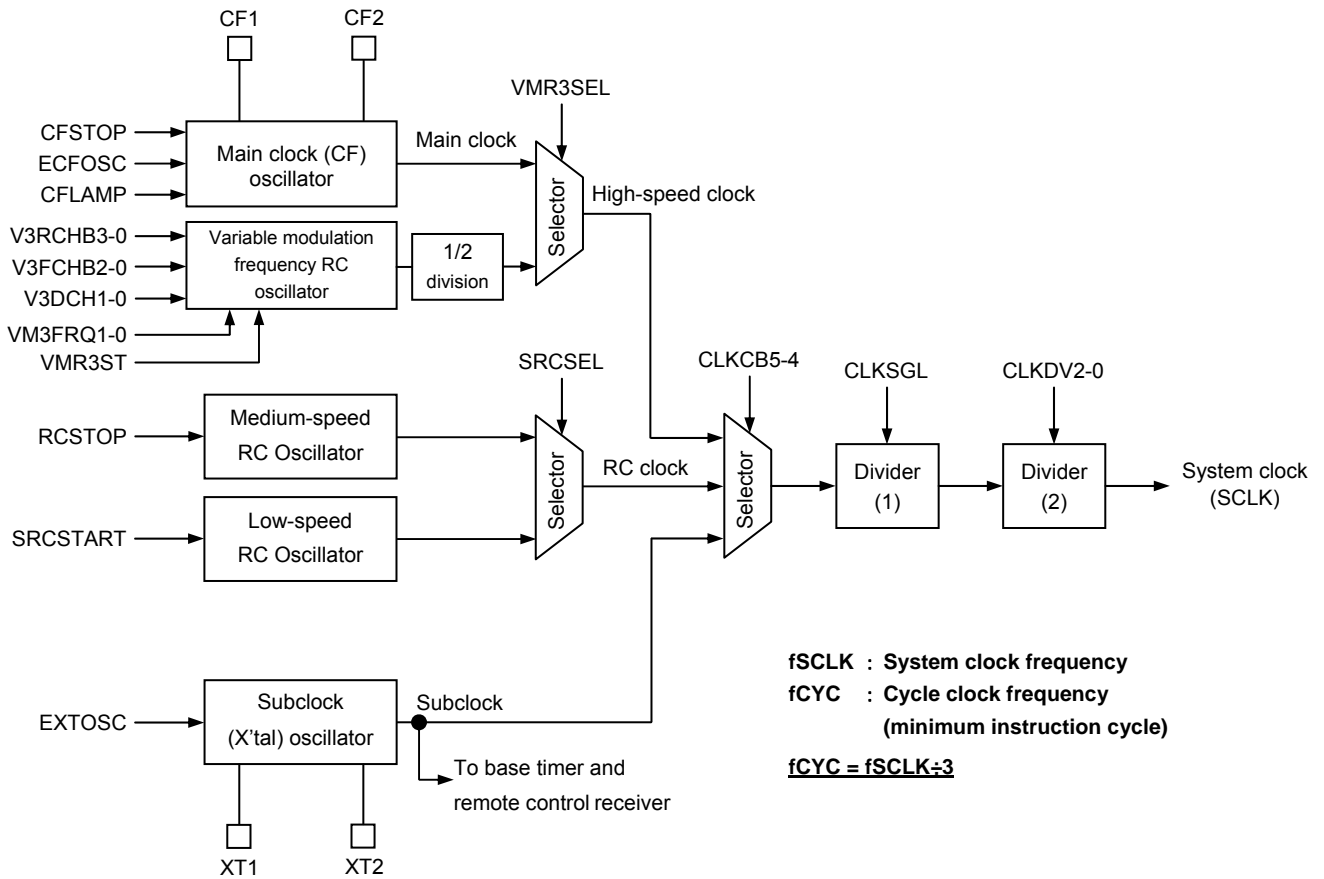 CF1
CF2
VMR3SEL
CFSTOP
ECFOSC
CFLAMP
Main clock (CF)
oscillator
Main clock
Selector
High-speed clock
V3RCHB3-0
V3FCHB2-0
V3DCH1-0
VM3FRQ1-0
VMR3ST
Variable modulation
frequency RC
oscillator
1/2
division
SRCSEL
CLKCB5-4
CLKSGL
CLKDV2-0
RCSTOP
Medium-speed
RC Oscillator
SRCSTART
Low-speed
RC Oscillator
Selector
RC clock
Selector
Divider
(1)
Divider
(2)
System clock
(SCLK)
EXTOSC
Subclock
(X'tal) oscillator
Subclock
To base timer and
remote control receiver
XT1
XT2
fSCLK : System clock frequency
fCYC : Cycle clock frequency
(minimum instruction cycle)
fCYC = fSCLK÷3